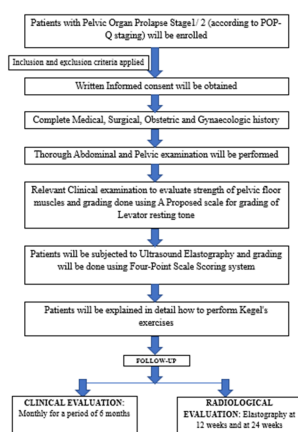 Patients with Pelvic Organ Prolapse Stage1/ 2 (according to POP-
Q staging) will be enrolled
Inclusion and exclusion criteria applied
Written Informed consent will be obtained
Complete Medical, Surgical, Obstetric and Gynaecologic history
Thorough Abdominal and Pelvic examination will be performed
Relevant Clinical examination to evaluate strength of pelvic floor
muscles and grading done using A Proposed scale for grading of
Levator resting tone
Patients will be subjected to Ultrasound Elastography and grading
will be done using Four-Point Scale Scoring system
Patients will be explained in detail how to perform Kegel's
exercises
FOLLOW-UP
CLINICAL EVALUATION:
Monthly for a period of 6 months
RADIOLOGICAL
EVALUATION: Elastography at
12 weeks and at 24 weeks